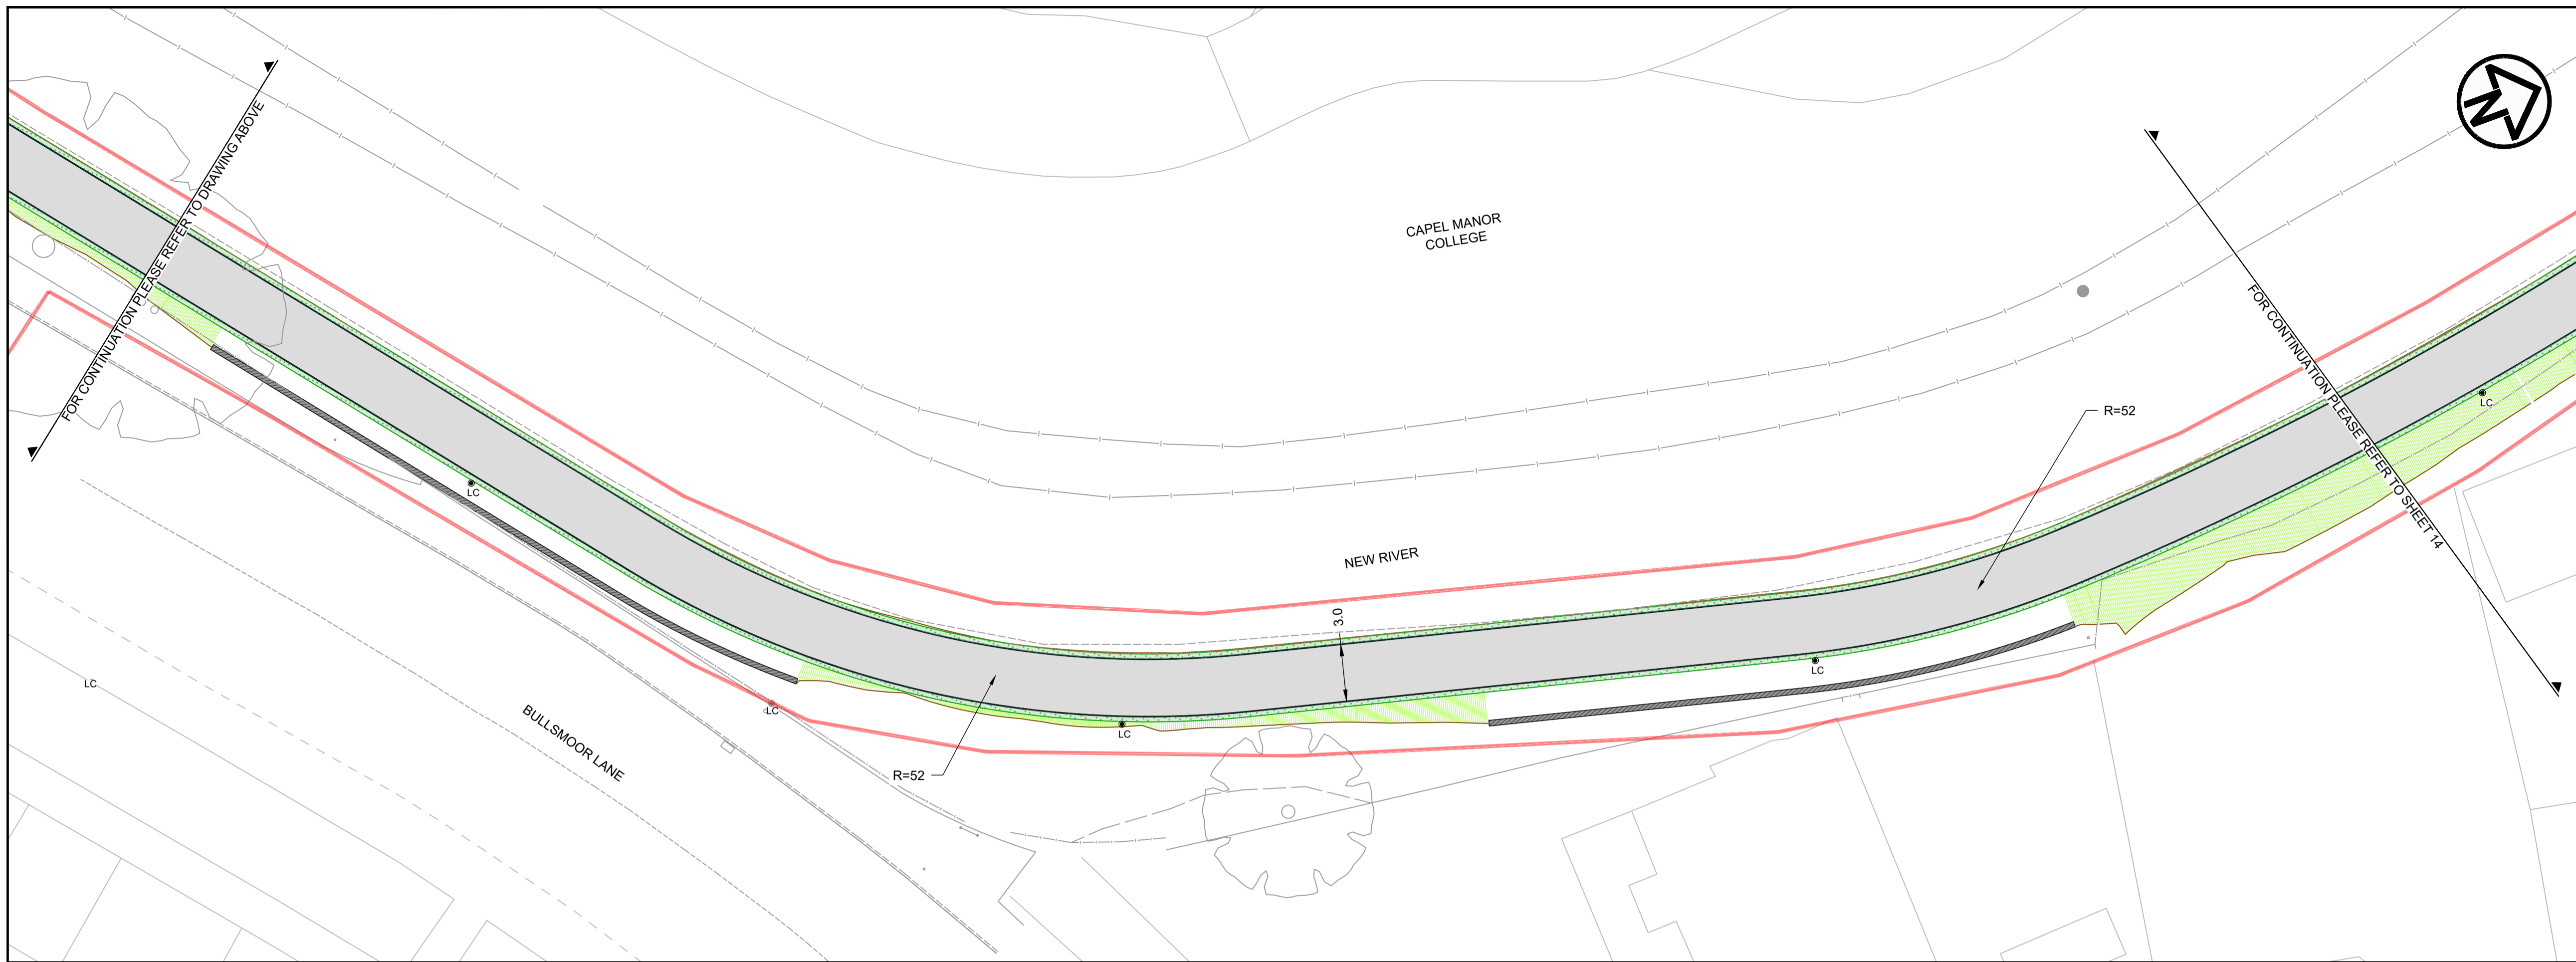 FOR CONTINUATION PLEASE REFER TO DRAWING ABOVE
N
CAPEL MANOR
COLLEGE
FOR CONTINUATION PLEASE REFER TO SHEET 14
R=52
LC
LC
NEW RIVER
3.0
LC
LC
LC
LC
BULLSMOOR LANE
R=52